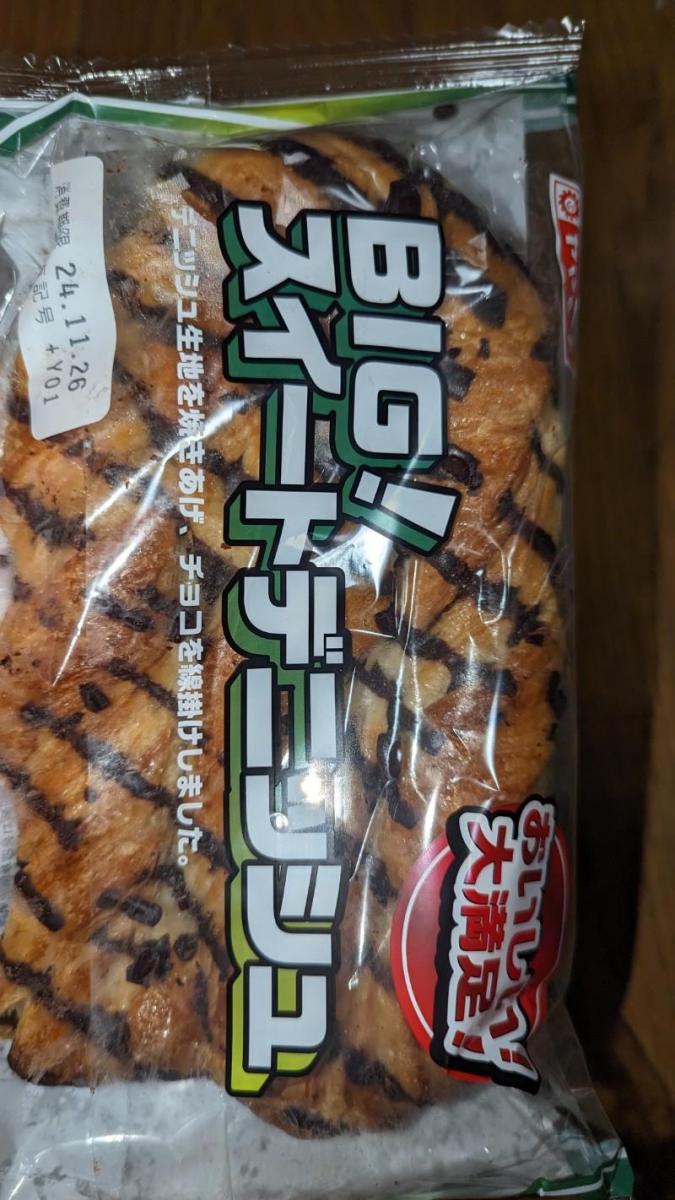 BIG!
スイートデニッシュ
デニッシュ生地を焼きあげ、チョコを線掛けしました。
おいしい!
大満足!
消費期限 24.11.26
記号 +Y01